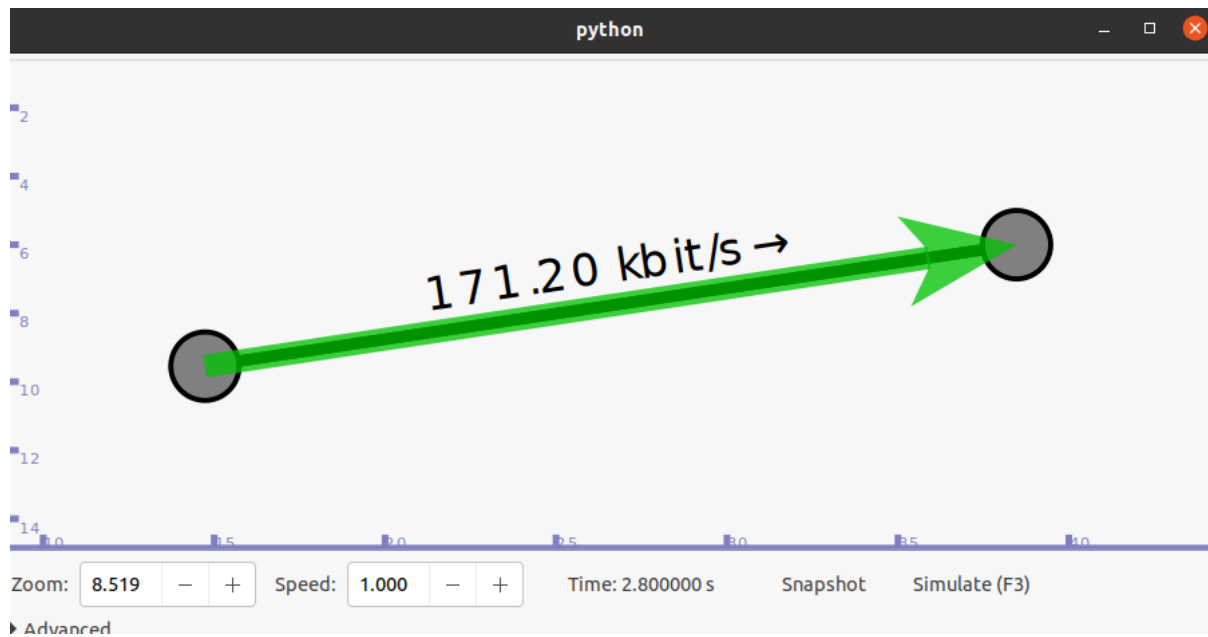 python
2
4
6
8
10
12
14
171.20 kbit/s →
10 15 20 25 30 35 40
Zoom: 8.519 − + Speed: 1.000 − + Time: 2.800000 s Snapshot Simulate (F3)
Advanced